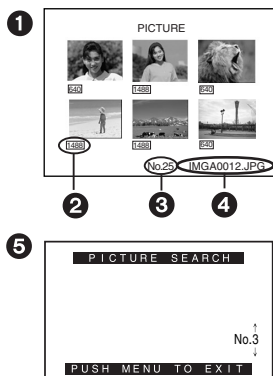 1
PICTURE
640 1488 640
1488 1488 640
No.25 IMGA0012.JPG
2 3 4
5
PICTURE SEARCH
↑
No.3
↓
PUSH MENU TO EXIT